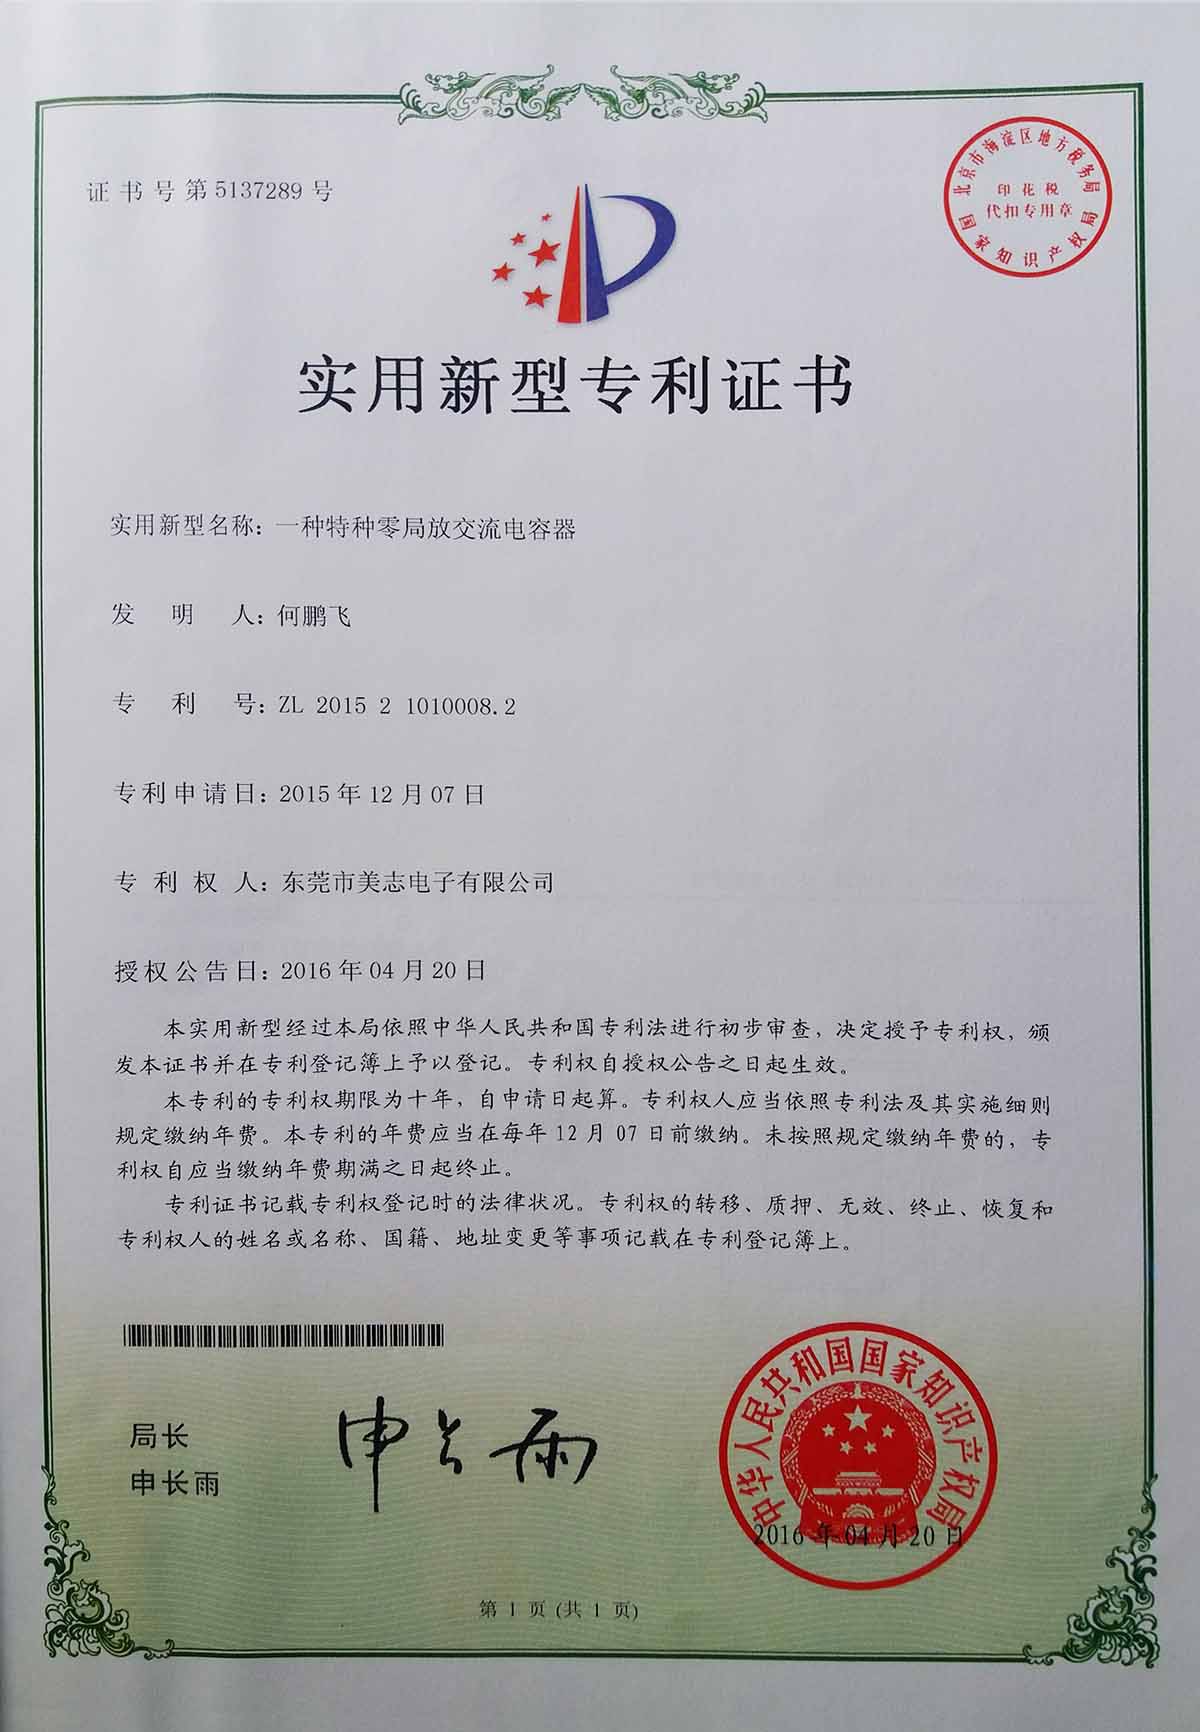 证书号第5137289号
北京市海淀区地方税务局
印花税
代扣专用章
国家知识产权局
实用新型专利证书
实用新型名称：一种特种零局放交流电容器
发明人：何鹏飞
专利号：ZL 2015 2 1010008.2
专利申请日：2015年12月07日
专利权人：东莞市美志电子有限公司
授权公告日：2016年04月20日
本实用新型经过本局依照中华人民共和国专利法进行初步审查，决定授予专利权，颁
发本证书并在专利登记簿上予以登记。专利权自授权公告之日起生效。
本专利的专利权期限为十年，自申请日起算。专利权人应当依照专利法及其实施细则
规定缴纳年费。本专利的年费应当在每年12月07日前缴纳。未按照规定缴纳年费的，专
利权自应当缴纳年费期满之日起终止。
专利证书记载专利权登记时的法律状况。专利权的转移、质押、无效、终止、恢复和
专利权人的姓名或名称、国籍、地址变更等事项记载在专利登记簿上。
局长
申长雨
申长雨
中华人民共和国国家知识产权局
2016年04月20日
第1页(共1页)